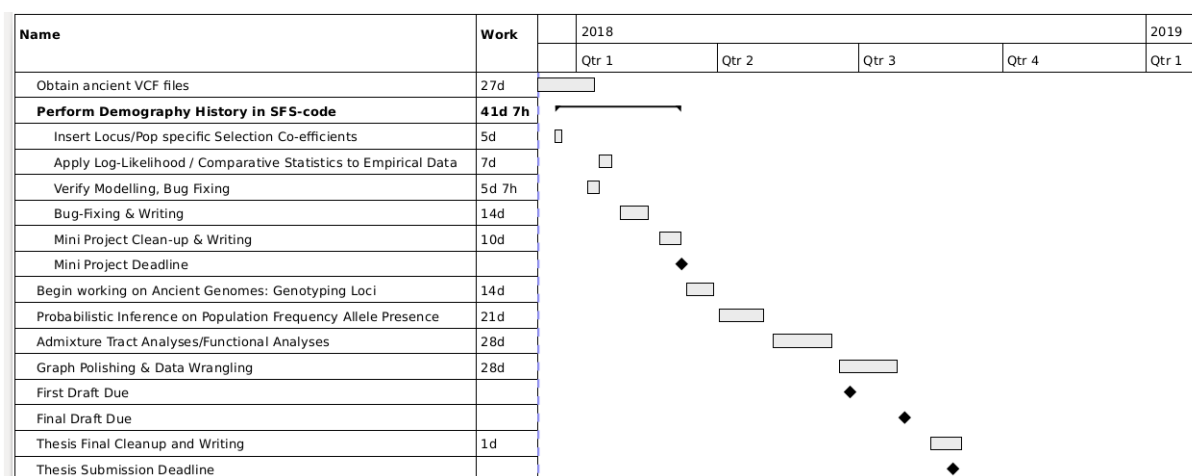 Name Work 2018 2019
Qtr 1 Qtr 2 Qtr 3 Qtr 4 Qtr 1
Obtain ancient VCF files 27d
Perform Demography History in SFS-code 41d 7h
Insert Locus/Pop specific Selection Co-efficients 5d
Apply Log-Likelihood / Comparative Statistics to Empirical Data 7d
Verify Modelling, Bug Fixing 5d 7h
Bug-Fixing & Writing 14d
Mini Project Clean-up & Writing 10d
Mini Project Deadline
Begin working on Ancient Genomes: Genotyping Loci 14d
Probabilistic Inference on Population Frequency Allele Presence 21d
Admixture Tract Analyses/Functional Analyses 28d
Graph Polishing & Data Wrangling 28d
First Draft Due
Final Draft Due
Thesis Final Cleanup and Writing 1d
Thesis Submission Deadline